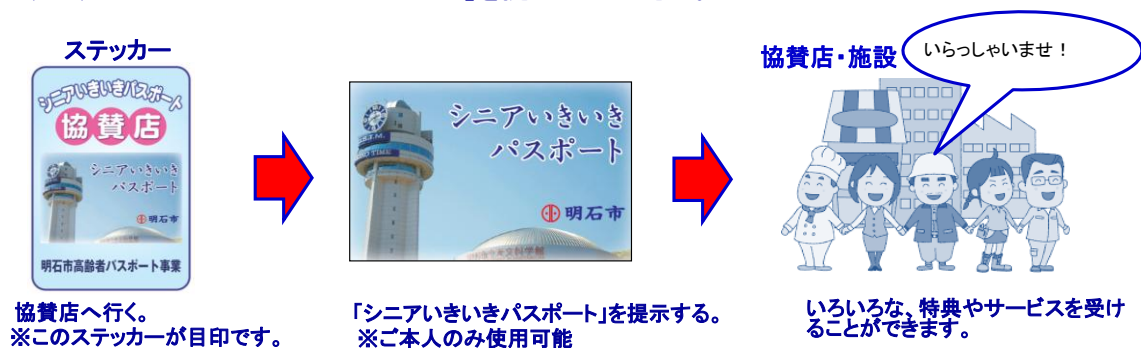 ステッカー
シニアいきいきパスポート
協賛店
シニアいきいき
パスポート
明石市
明石市高齢者パスポート事業
協賛店へ行く。
※このステッカーが目印です。
シニアいきいき
パスポート
明石市
「シニアいきいきパスポート」を提示する。
※ご本人のみ使用可能
協賛店・施設
いらっしゃいませ！
いろいろな、特典やサービスを受け
ることができます。